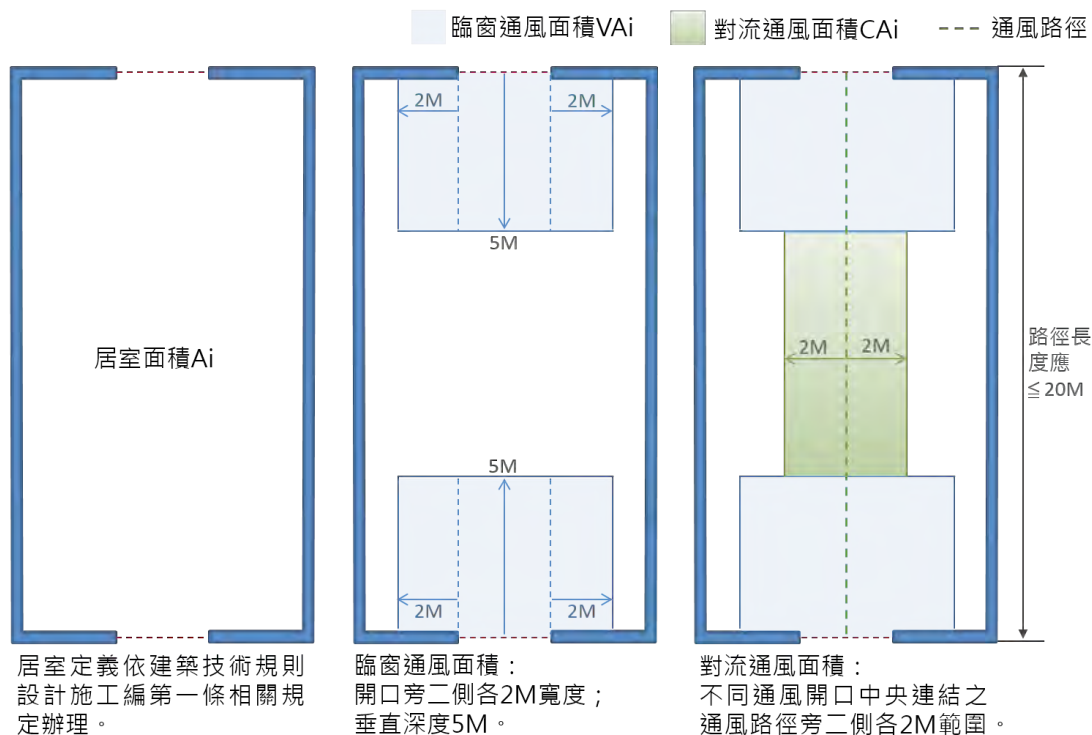 臨窗通風面積VAi
對流通風面積CAi
通風路徑
居室面積Ai
2M
2M
5M
5M
2M
2M
2M
2M
路徑長
度應
≦20M
居室定義依建築技術規則
設計施工編第一條相關規
定辦理。
臨窗通風面積：
開口旁二側各2M寬度；
垂直深度5M。
對流通風面積：
不同通風開口中央連結之
通風路徑旁二側各2M範圍。